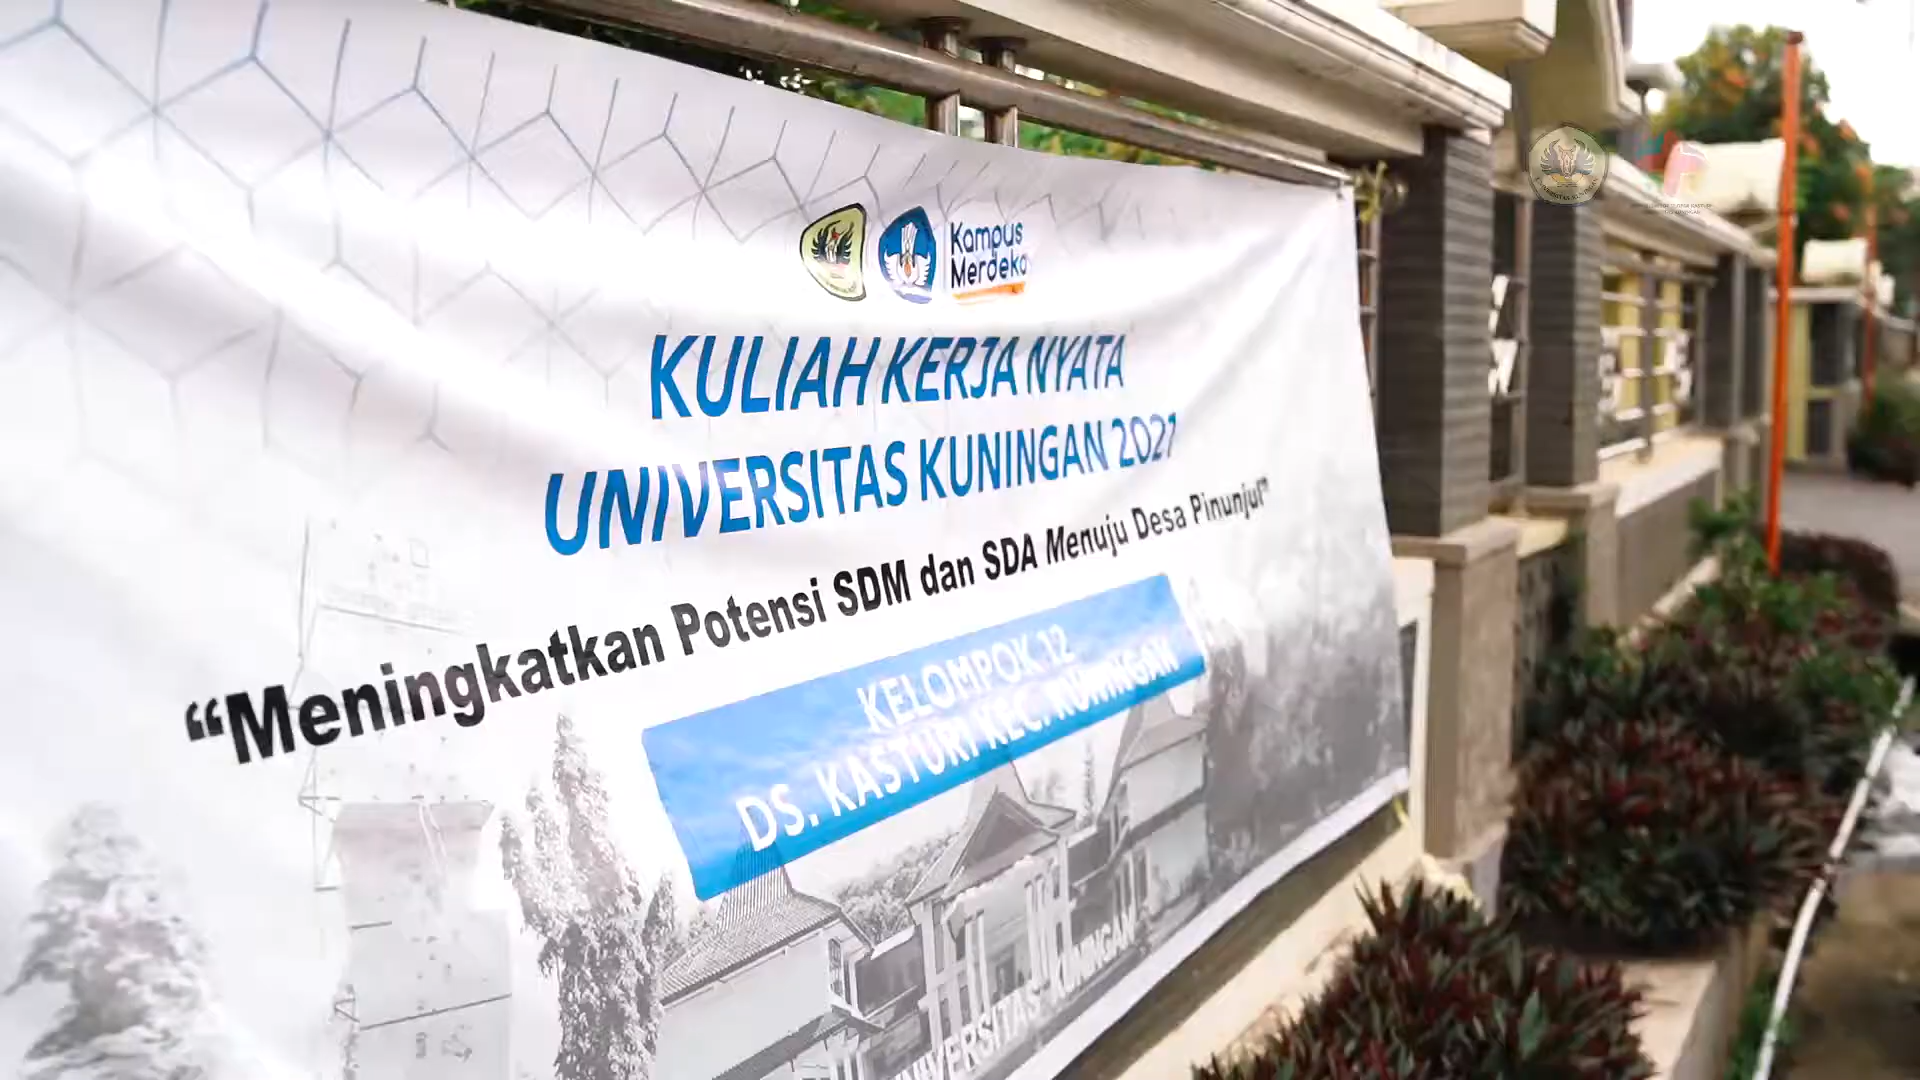 Kampus
Merdeka
KULIAH KERJA NYATA
UNIVERSITAS KUNINGAN 2021
“Meningkatkan Potensi SDM dan SDA Menuju Desa Pinunjul”
KELOMPOK 12
DS. KASTURI KEC. KUNINGAN
UNIVERSITAS KUNINGAN